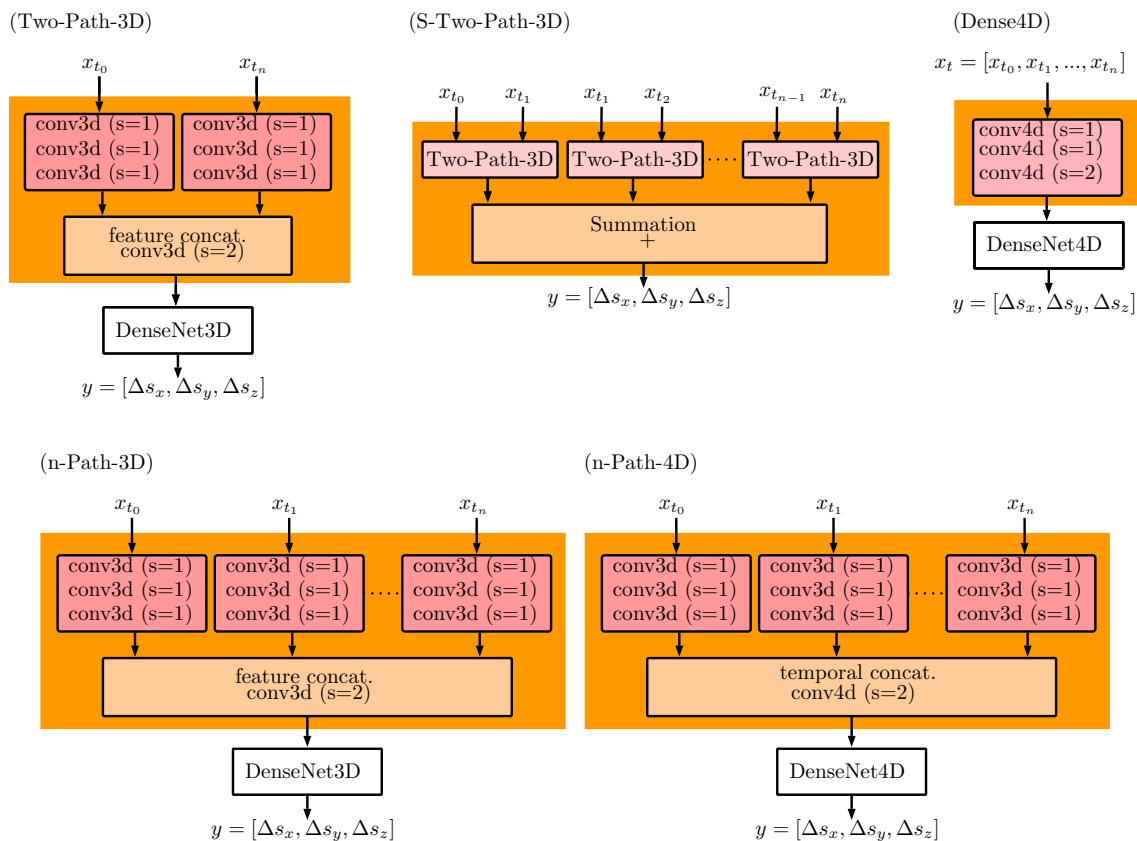 (Two-Path-3D)
x_{t_0} x_{t_n}
conv3d (s=1) conv3d (s=1)
conv3d (s=1) conv3d (s=1)
conv3d (s=1) conv3d (s=1)
feature concat.
conv3d (s=2)
DenseNet3D
y = [Δs_x, Δs_y, Δs_z]
(S-Two-Path-3D)
x_{t_0} x_{t_1} x_{t_1} x_{t_2} x_{t_{n-1}} x_{t_n}
Two-Path-3D Two-Path-3D ..... Two-Path-3D
Summation
+
y = [Δs_x, Δs_y, Δs_z]
(Dense4D)
x_t = [x_{t_0}, x_{t_1}, ..., x_{t_n}]
conv4d (s=1)
conv4d (s=1)
conv4d (s=2)
DenseNet4D
y = [Δs_x, Δs_y, Δs_z]
(n-Path-3D)
x_{t_0} x_{t_1} x_{t_n}
conv3d (s=1) conv3d (s=1) conv3d (s=1)
conv3d (s=1) conv3d (s=1) ..... conv3d (s=1)
conv3d (s=1) conv3d (s=1) conv3d (s=1)
feature concat.
conv3d (s=2)
DenseNet3D
y = [Δs_x, Δs_y, Δs_z]
(n-Path-4D)
x_{t_0} x_{t_1} x_{t_n}
conv3d (s=1) conv3d (s=1) conv3d (s=1)
conv3d (s=1) conv3d (s=1) ..... conv3d (s=1)
conv3d (s=1) conv3d (s=1) conv3d (s=1)
temporal concat.
conv4d (s=2)
DenseNet4D
y = [Δs_x, Δs_y, Δs_z]